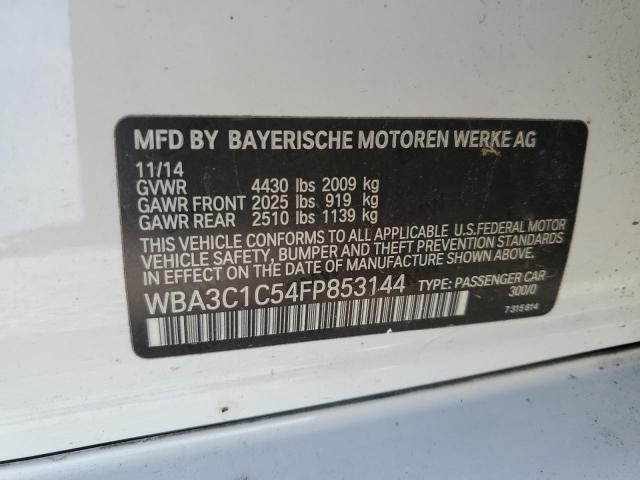 MFD BY BAYERISCHE MOTOREN WERKE AG
11/14
GVWR 4430 lbs 2009 kg
GAWR FRONT 2025 lbs 919 kg
GAWR REAR 2510 lbs 1139 kg
THIS VEHICLE CONFORMS TO ALL APPLICABLE U.S.FEDERAL MOTOR
VEHICLE SAFETY, BUMPER AND THEFT PREVENTION STANDARDS
IN EFFECT ON THE DATE OF MANUFACTURE SHOWN ABOVE.
WBA3C1C54FP853144 TYPE: PASSENGER CAR
300/0
7315814